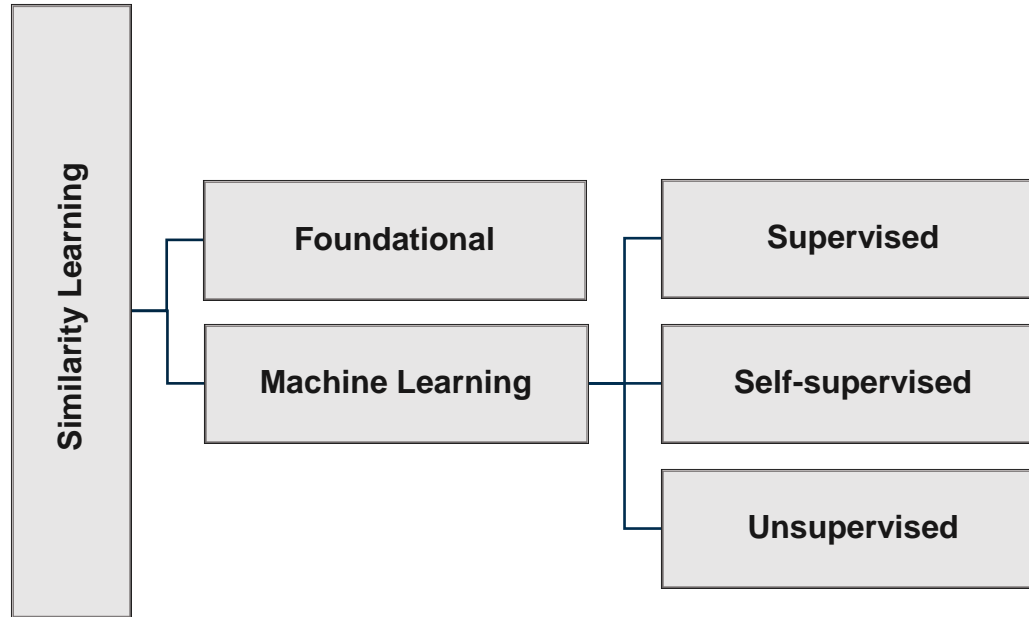 Similarity Learning
Foundational
Machine Learning
Supervised
Self-supervised
Unsupervised